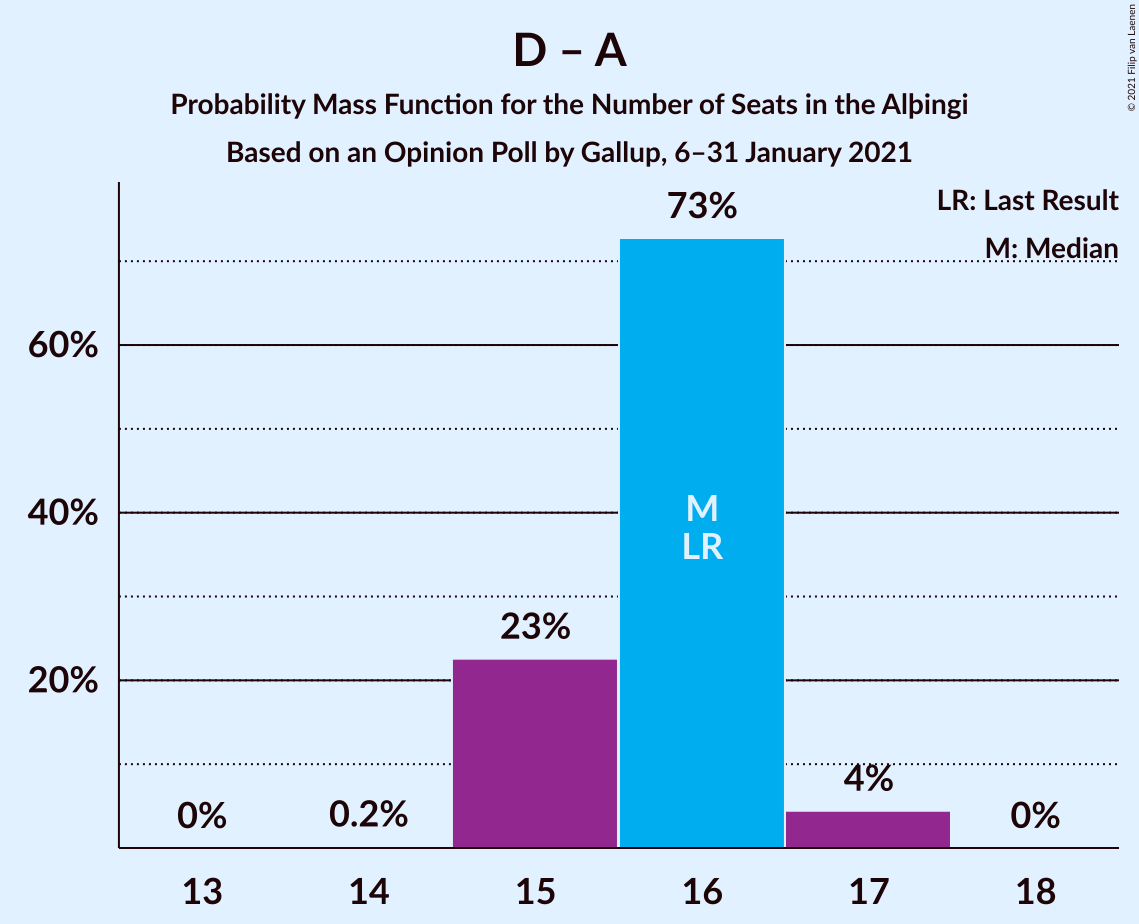 D – A
Probability Mass Function for the Number of Seats in the Alþingi
Based on an Opinion Poll by Gallup, 6–31 January 2021
© 2021 Filip van Laenen
LR: Last Result
M: Median
73%
60%
40%
20%
M
LR
23%
4%
0%
0.2%
0%
13
14
15
16
17
18